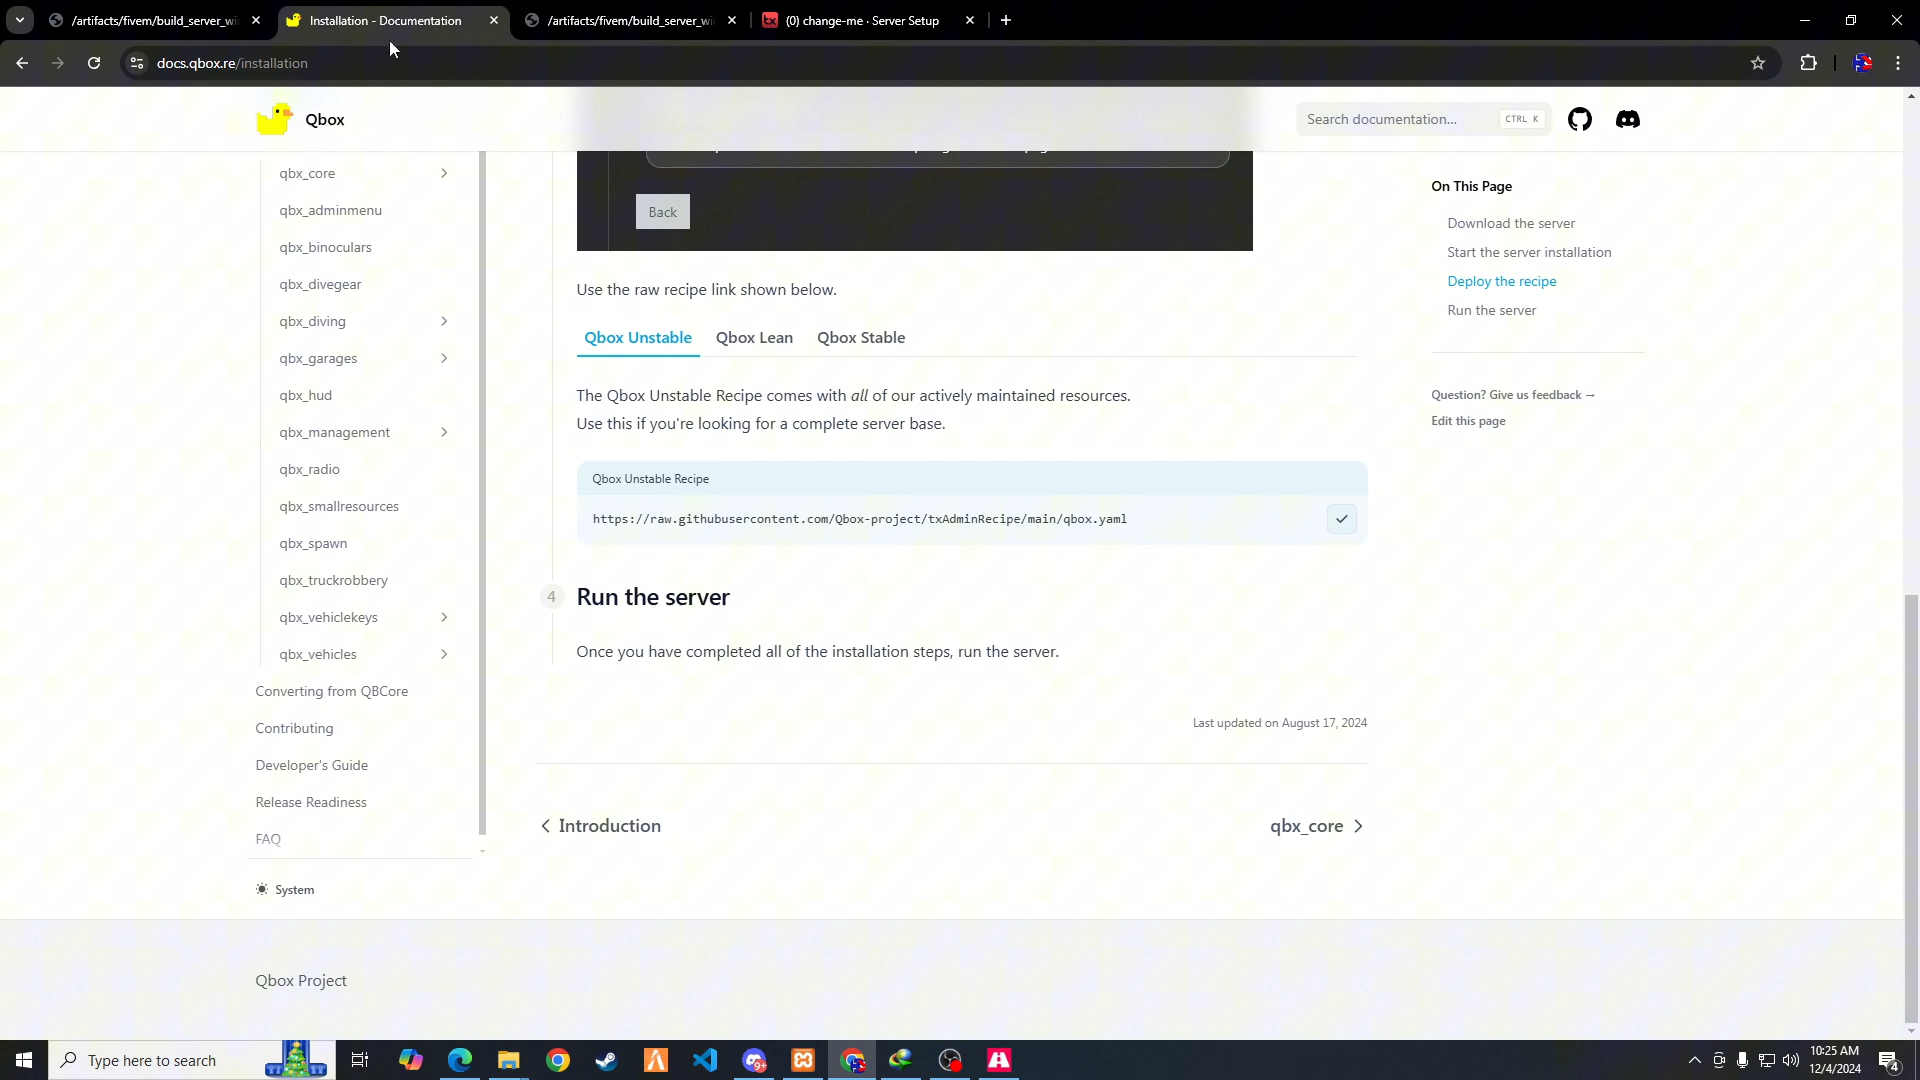 /artifacts/fivem/build_server_wi
Installation - Documentation
/artifacts/fivem/build_server_wi
(0) change-me · Server Setup
docs.qbox.re/installation
Qbox
Search documentation...
CTRL K
qbx_core
qbx_adminmenu
qbx_binoculars
qbx_divegear
qbx_diving
qbx_garages
qbx_hud
qbx_management
qbx_radio
qbx_smallresources
qbx_spawn
qbx_truckrobbery
qbx_vehiclekeys
qbx_vehicles
Converting from QBCore
Contributing
Developer's Guide
Release Readiness
FAQ
System
Back
Use the raw recipe link shown below.
Qbox Unstable
Qbox Lean
Qbox Stable
The Qbox Unstable Recipe comes with all of our actively maintained resources.
Use this if you're looking for a complete server base.
Qbox Unstable Recipe
https://raw.githubusercontent.com/Qbox-project/txAdminRecipe/main/qbox.yaml
4
Run the server
Once you have completed all of the installation steps, run the server.
Last updated on August 17, 2024
Introduction
qbx_core
On This Page
Download the server
Start the server installation
Deploy the recipe
Run the server
Question? Give us feedback →
Edit this page
Qbox Project
Type here to search
9+
10:25 AM
12/4/2024
4